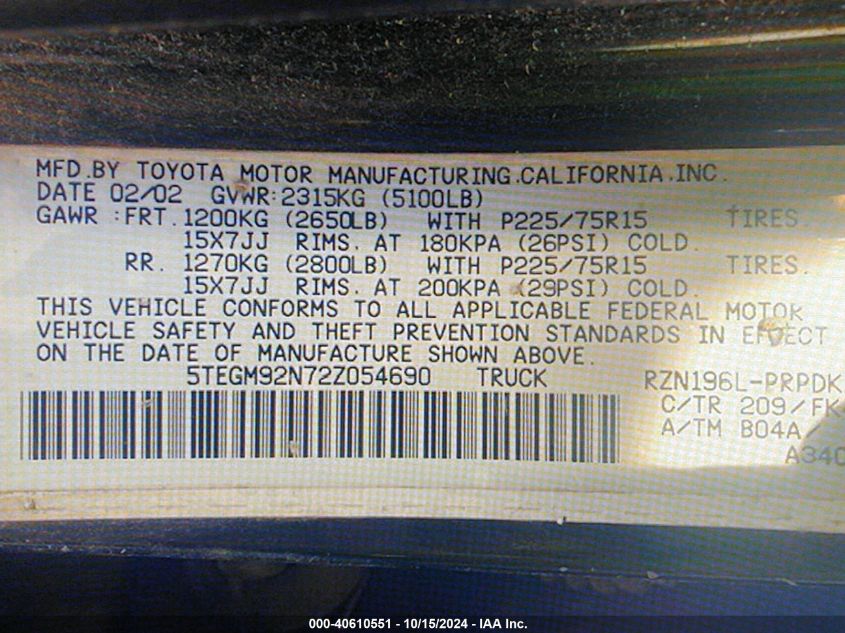 MFD.BY TOYOTA MOTOR MANUFACTURING.CALIFORNIA.INC.
DATE 02/02 GVWR:2315KG (5100LB)
GAWR :FRT. 1200KG (2650LB) WITH P225/75R15 TIRES.
15X7JJ RIMS. AT 180KPA (26PSI) COLD.
RR. 1270KG (2800LB) WITH P225/75R15 TIRES.
15X7JJ RIMS. AT 200KPA (29PSI) COLD.
THIS VEHICLE CONFORMS TO ALL APPLICABLE FEDERAL MOTOR
VEHICLE SAFETY AND THEFT PREVENTION STANDARDS IN EFFECT
ON THE DATE OF MANUFACTURE SHOWN ABOVE.
5TEGM92N72Z054690 TRUCK RZN196L-PRPDK
C/TR 209/FK
A/TM B04A/
A340
000-40610551 - 10/15/2024 - IAA Inc.